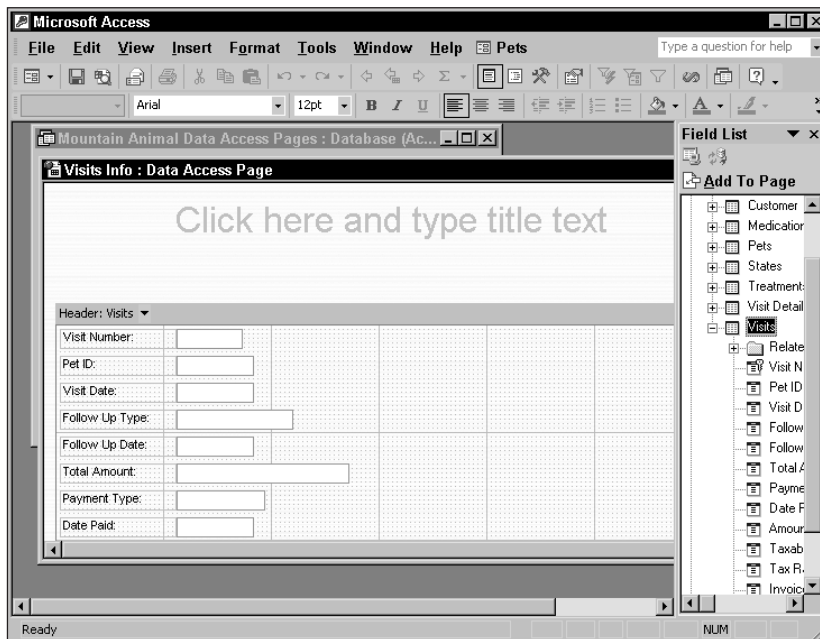 Microsoft Access
File Edit View Insert Format Tools Window Help Pets
Type a question for help
Arial 12pt B I U A
Mountain Animal Data Access Pages : Database (Ac...
Visits Info : Data Access Page
Click here and type title text
Header: Visits
Visit Number:
Pet ID:
Visit Date:
Follow Up Type:
Follow Up Date:
Total Amount:
Payment Type:
Date Paid:
Field List
Add To Page
Customer
Medication
Pets
States
Treatment
Visit Detail
Visits
Relate
Visit N
Pet ID
Visit D
Follow
Follow
Total A
Payme
Date P
Amour
Taxab
Tax R
Invoic
Ready
NUM